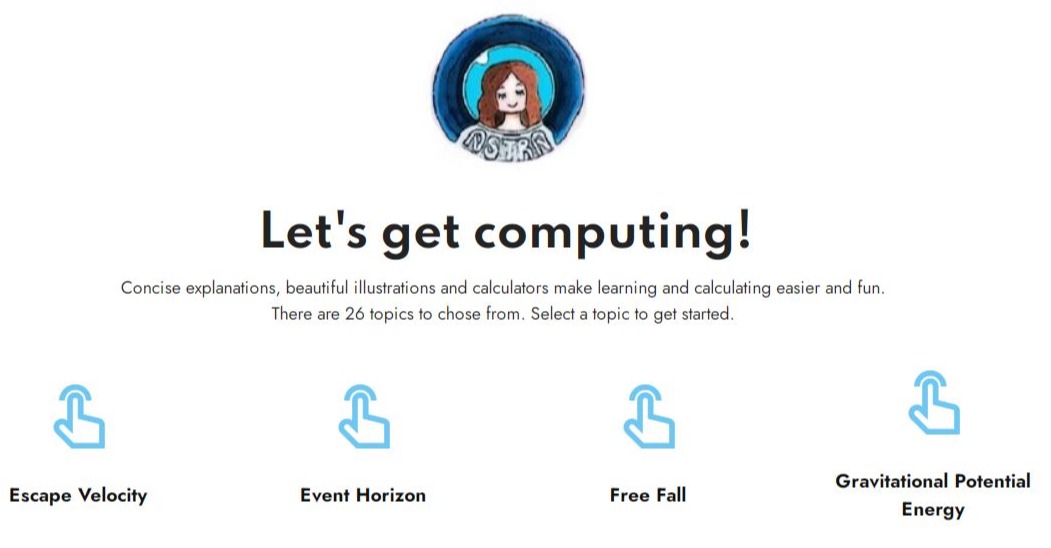 ASTRA
Let's get computing!
Concise explanations, beautiful illustrations and calculators make learning and calculating easier and fun.
There are 26 topics to chose from. Select a topic to get started.
Escape Velocity
Event Horizon
Free Fall
Gravitational Potential
Energy